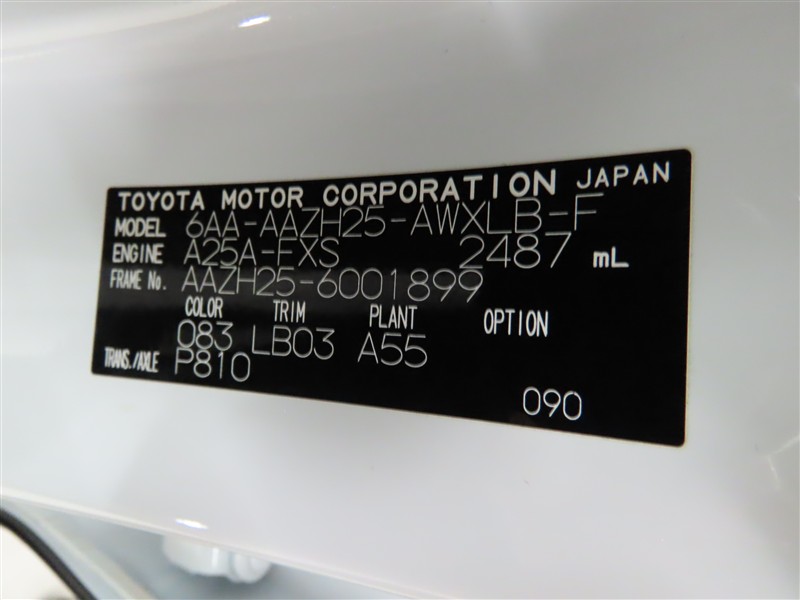 TOYOTA MOTOR CORPORATION JAPAN
MODEL 6AA-AAZH25-AWXLB-F
ENGINE A25A-FXS 2487 mL
FRAME No. AAZH25-6001899
COLOR TRIM PLANT OPTION
083 LB03 A55
TRANS./AXLE P810
090